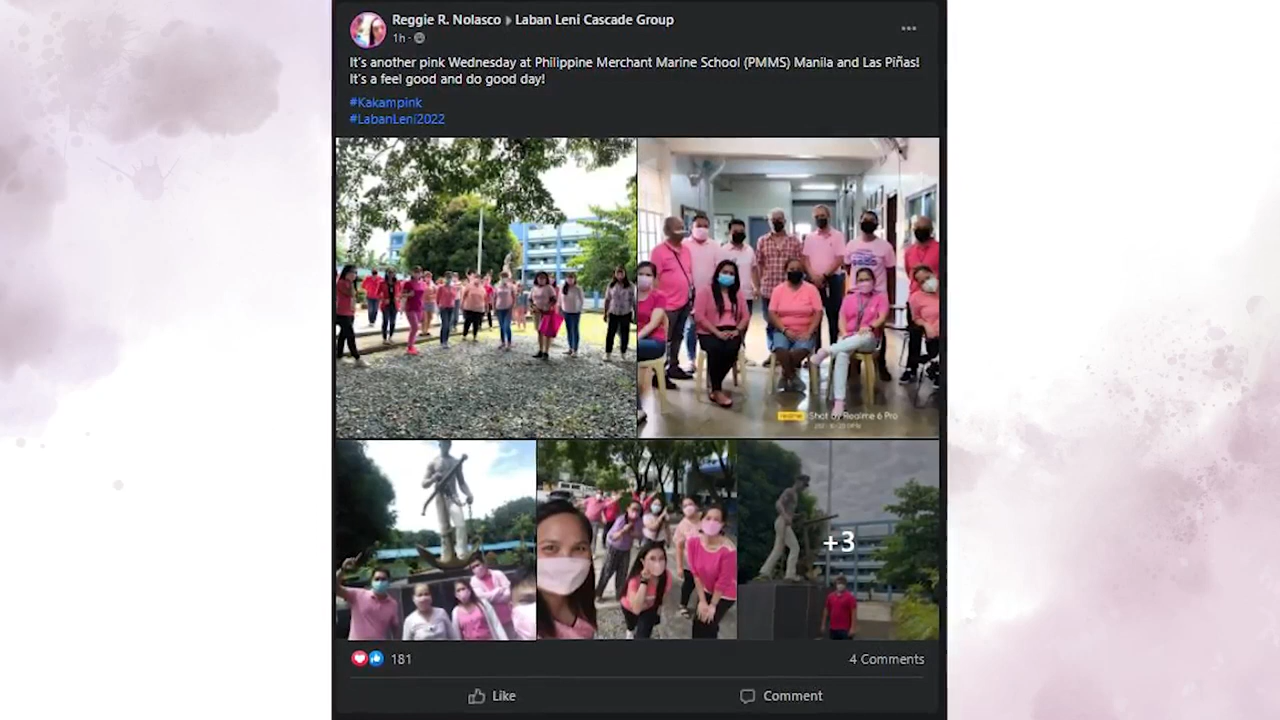 Reggie R. Nolasco Laban Leni Cascade Group
1h
It's another pink Wednesday at Philippine Merchant Marine School (PMMS) Manila and Las Piñas!
It's a feel good and do good day!
#Kakampink
#LabanLeni2022
realme Shot by Realme 6 Pro
+3
181
4 Comments
Like
Comment